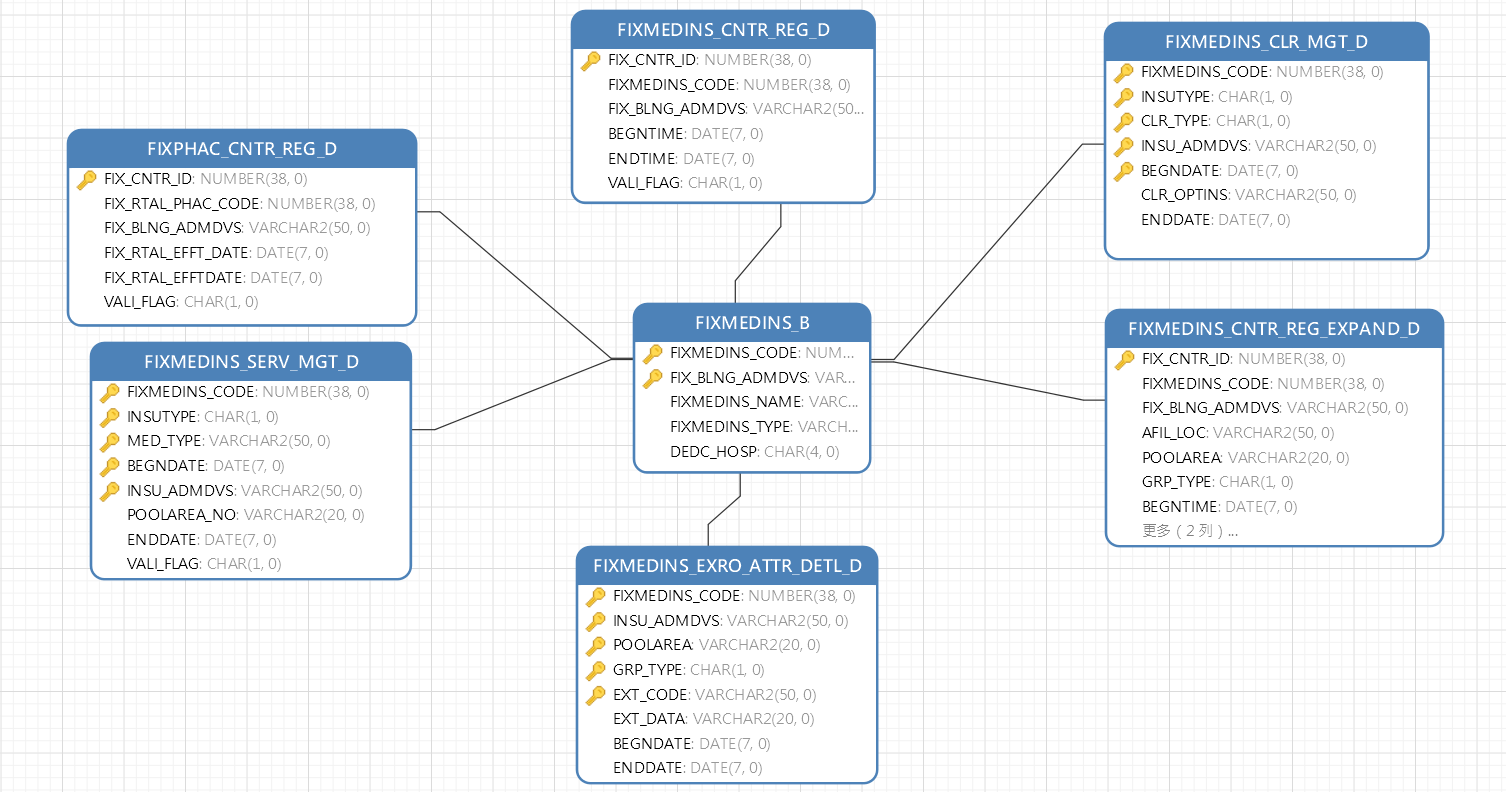 FIXMEDINS_CNTR_REG_D
FIX_CNTR_ID: NUMBER(38, 0)
FIXMEDINS_CODE: NUMBER(38, 0)
FIX_BLNG_ADMDVS: VARCHAR2(50...
BEGNTIME: DATE(7, 0)
ENDTIME: DATE(7, 0)
VALI_FLAG: CHAR(1, 0)
FIXMEDINS_CLR_MGT_D
FIXMEDINS_CODE: NUMBER(38, 0)
INSUTYPE: CHAR(1, 0)
CLR_TYPE: CHAR(1, 0)
INSU_ADMDVS: VARCHAR2(50, 0)
BEGNDATE: DATE(7, 0)
CLR_OPTINS: VARCHAR2(50, 0)
ENDDATE: DATE(7, 0)
FIXPHAC_CNTR_REG_D
FIX_CNTR_ID: NUMBER(38, 0)
FIX_RTAL_PHAC_CODE: NUMBER(38, 0)
FIX_BLNG_ADMDVS: VARCHAR2(50, 0)
FIX_RTAL_EFFT_DATE: DATE(7, 0)
FIX_RTAL_EFFTDATE: DATE(7, 0)
VALI_FLAG: CHAR(1, 0)
FIXMEDINS_B
FIXMEDINS_CODE: NUM...
FIX_BLNG_ADMDVS: VAR...
FIXMEDINS_NAME: VARC...
FIXMEDINS_TYPE: VARCH...
DEDC_HOSP: CHAR(4, 0)
FIXMEDINS_CNTR_REG_EXPAND_D
FIX_CNTR_ID: NUMBER(38, 0)
FIXMEDINS_CODE: NUMBER(38, 0)
FIX_BLNG_ADMDVS: VARCHAR2(50, 0)
AFIL_LOC: VARCHAR2(50, 0)
POOLAREA: VARCHAR2(20, 0)
GRP_TYPE: CHAR(1, 0)
BEGNTIME: DATE(7, 0)
更多（2 列）...
FIXMEDINS_SERV_MGT_D
FIXMEDINS_CODE: NUMBER(38, 0)
INSUTYPE: CHAR(1, 0)
MED_TYPE: VARCHAR2(50, 0)
BEGNDATE: DATE(7, 0)
INSU_ADMDVS: VARCHAR2(50, 0)
POOLAREA_NO: VARCHAR2(20, 0)
ENDDATE: DATE(7, 0)
VALI_FLAG: CHAR(1, 0)
FIXMEDINS_EXRO_ATTR_DETL_D
FIXMEDINS_CODE: NUMBER(38, 0)
INSU_ADMDVS: VARCHAR2(50, 0)
POOLAREA: VARCHAR2(20, 0)
GRP_TYPE: CHAR(1, 0)
EXT_CODE: VARCHAR2(50, 0)
EXT_DATA: VARCHAR2(20, 0)
BEGNDATE: DATE(7, 0)
ENDDATE: DATE(7, 0)